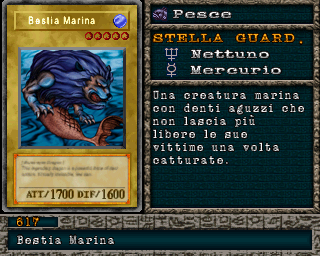 Bestia Marina
ATT/1700 DIF/1600
Pesce
STELLA GUARD.
Nettuno
Mercurio
Una creatura marina
con denti aguzzi che
non lascia più
libere le sue
vittime una volta
catturate.
617
Bestia Marina